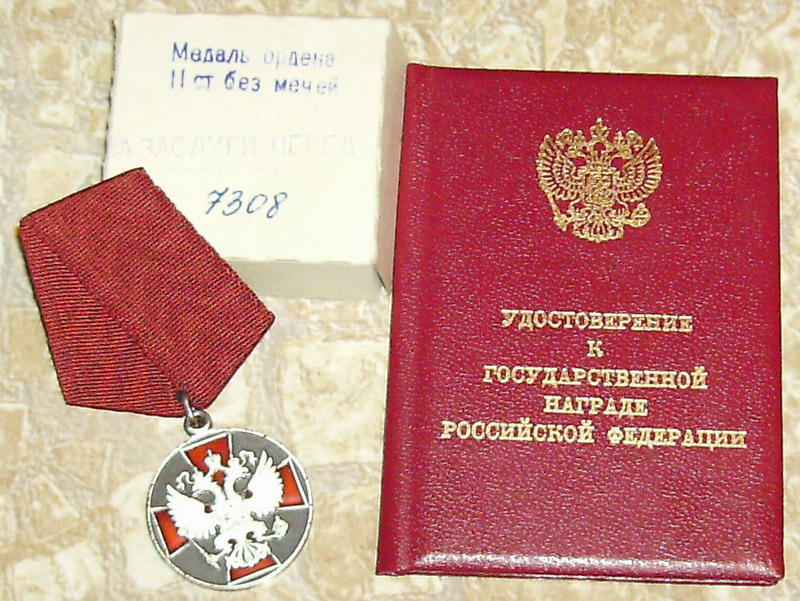 Медаль ордена
II ст. без мечей
ЗА ЗАСЛУГИ ПЕРЕД
7308
УДОСТОВЕРЕНИЕ
К
ГОСУДАРСТВЕННОЙ
НАГРАДЕ
РОССИЙСКОЙ ФЕДЕРАЦИИ